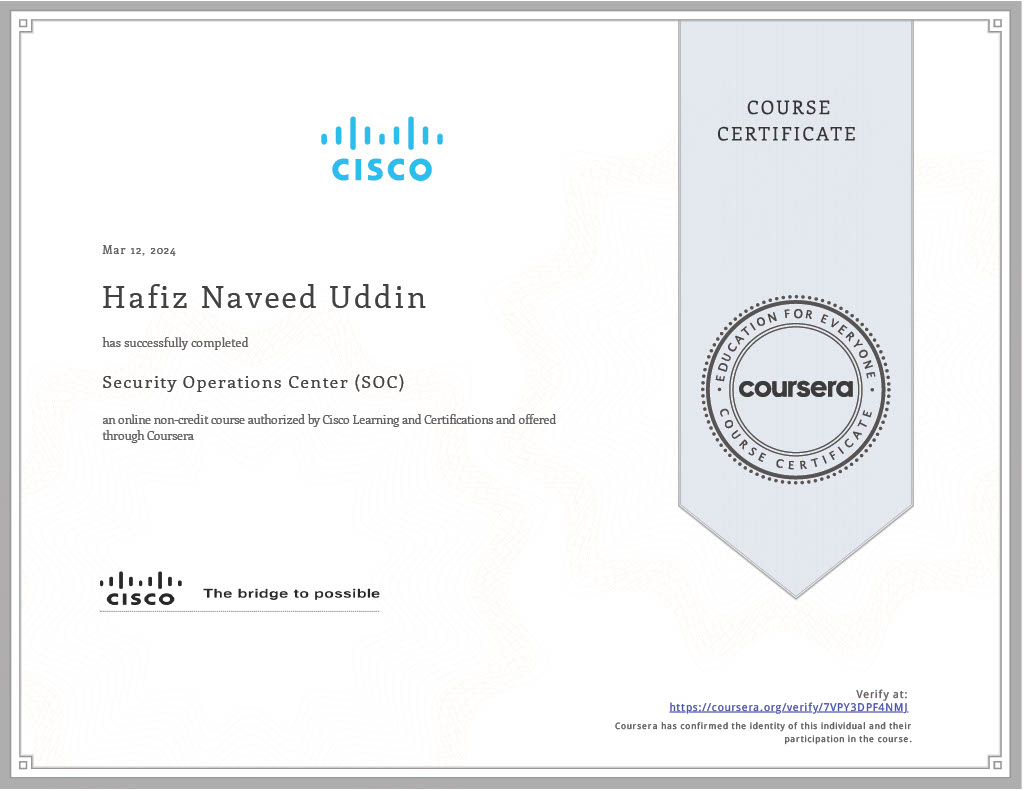 COURSE
CERTIFICATE
CISCO
Mar 12, 2024
Hafiz Naveed Uddin
has successfully completed
Security Operations Center (SOC)
an online non-credit course authorized by Cisco Learning and Certifications and offered
through Coursera
EDUCATION FOR EVERYONE
coursera
COURSE CERTIFICATE
CISCO The bridge to possible
Verify at:
https://coursera.org/verify/7VPY3DPF4NMJ
Coursera has confirmed the identity of this individual and their
participation in the course.